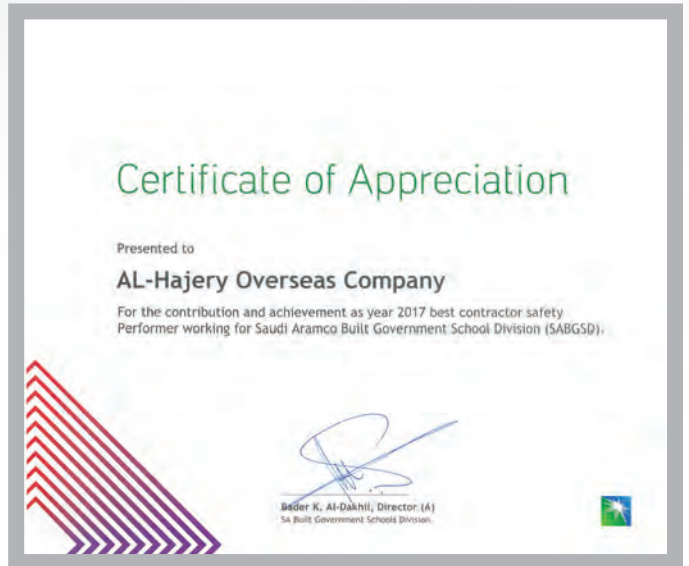 Certificate of Appreciation
Presented to
AL-Hajery Overseas Company
For the contribution and achievement as year 2017 best contractor safety
Performer working for Saudi Aramco Built Government School Division (SABGSD).
Bader K. Al-Dakhil, Director (A)
SA Built Government Schools Division.